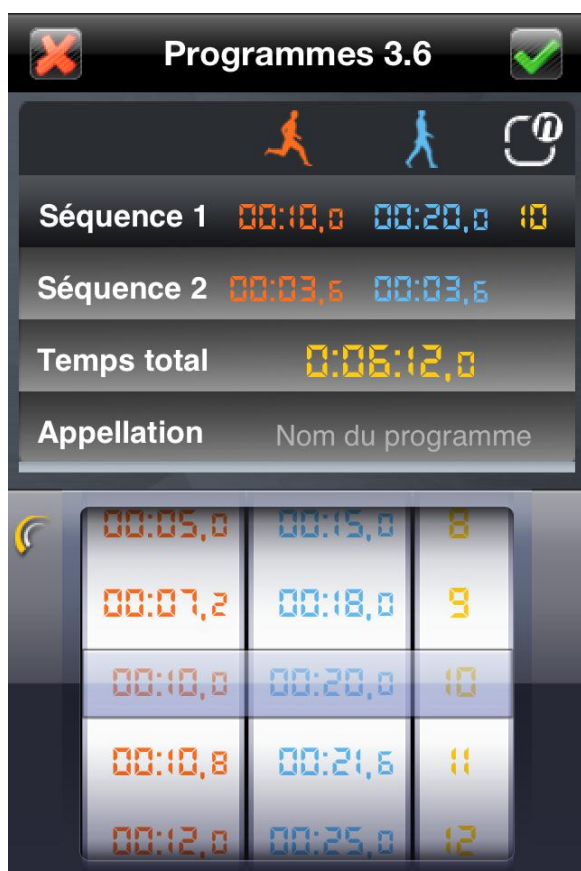 Programmes 3.6
n
Séquence 1 00:10,0 00:20,0 10
Séquence 2 00:03,6 00:03,6
Temps total 0:06:12,0
Appellation Nom du programme
00:05,0 00:15,0 8
00:07,2 00:18,0 9
00:10,0 00:20,0 10
00:10,8 00:21,6 11
00:12,0 00:25,0 12